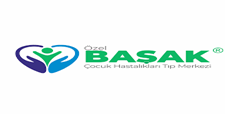 Özel
BAŞAK®
Çocuk Hastalıkları Tıp Merkezi